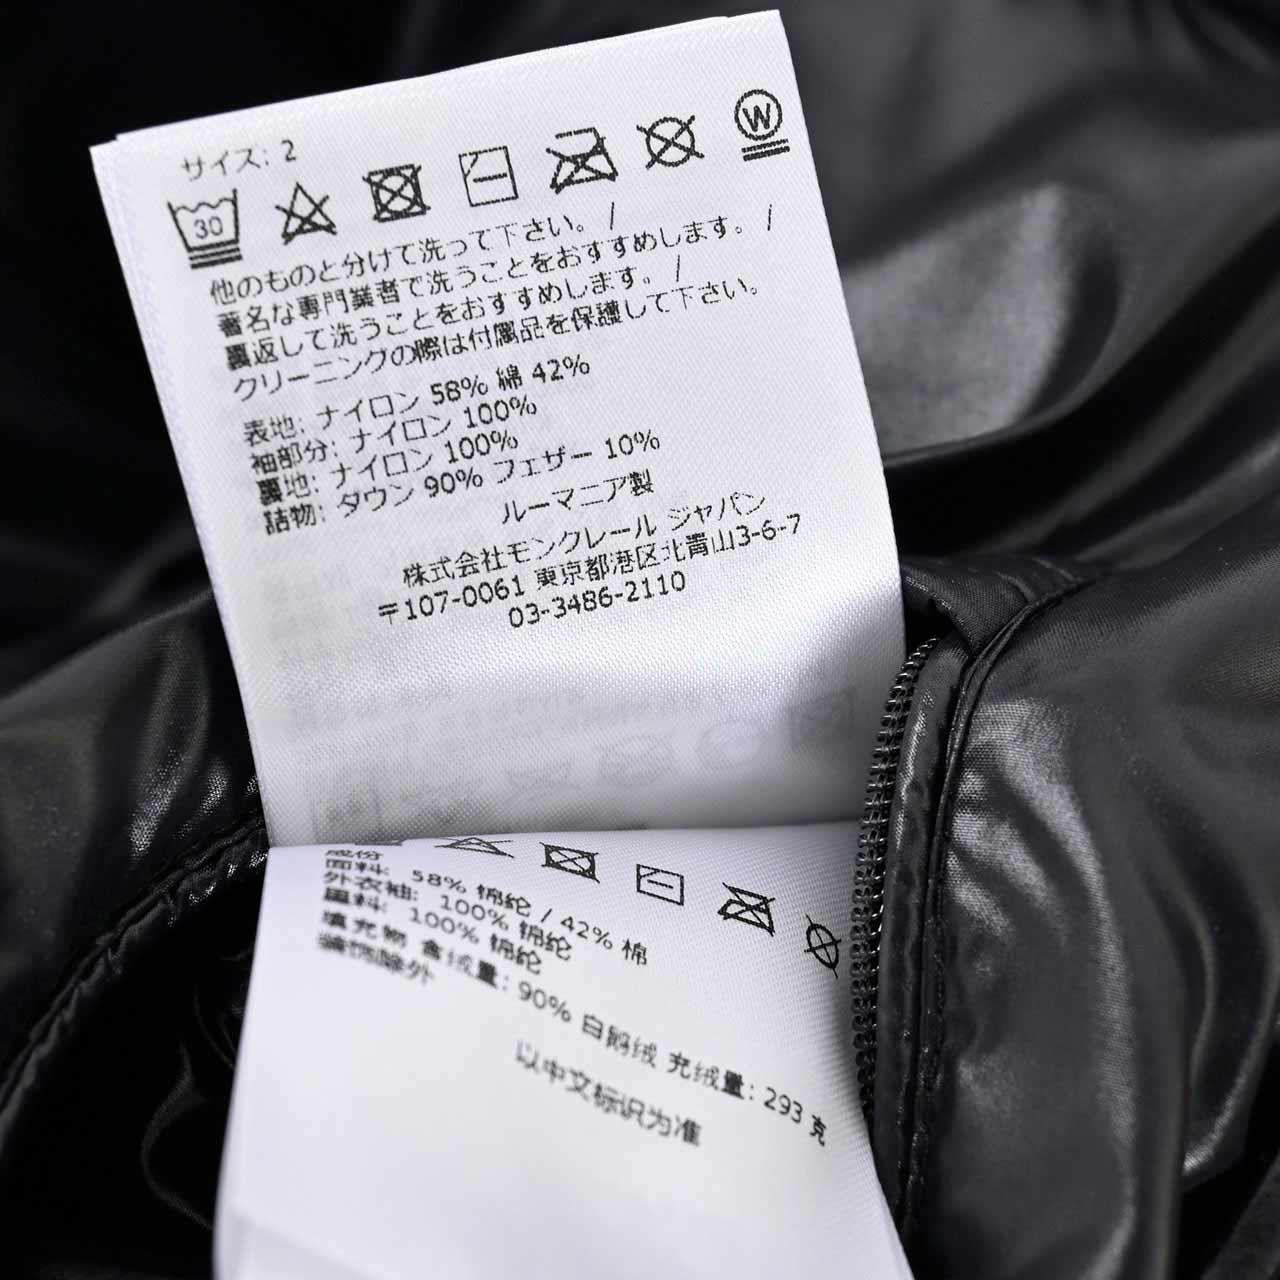 サイズ: 2
30
W
他のものと分けて洗って下さい。 /
著名な専門業者で洗うことをおすすめします。 /
裏返して洗うことをおすすめします。 /
クリーニングの際は付属品を保護して下さい。
表地: ナイロン 58% 綿 42%
袖部分: ナイロン 100%
裏地: ナイロン 100%
詰物: ダウン 90% フェザー 10%
ルーマニア製
株式会社モンクレール ジャパン
〒107-0061 東京都港区北青山3-6-7
03-3486-2110
成份
面料: 58% 锦纶 / 42% 棉
外衣袖: 100% 锦纶
里料: 100% 锦纶
填充物 含绒量: 90% 白鹅绒 充绒量: 293 克
装饰除外
以中文标识为准